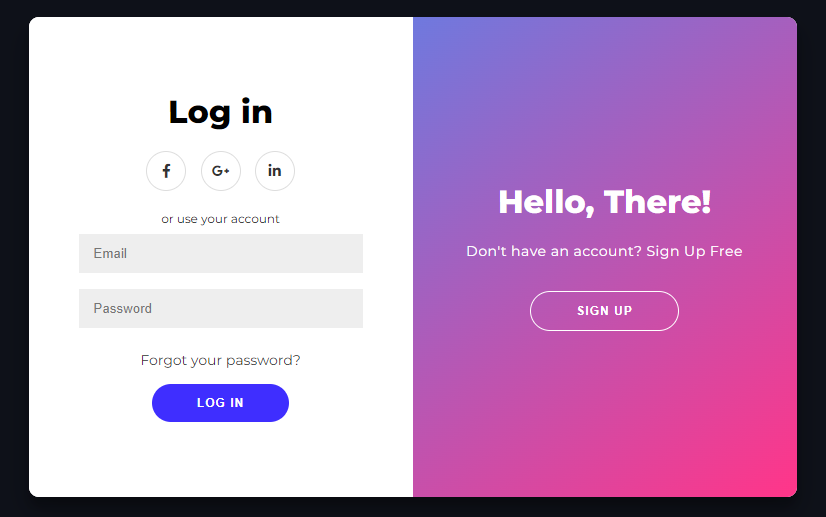 Log in
f G+ in
or use your account
Email
Password
Forgot your password?
LOG IN
Hello, There!
Don't have an account? Sign Up Free
SIGN UP